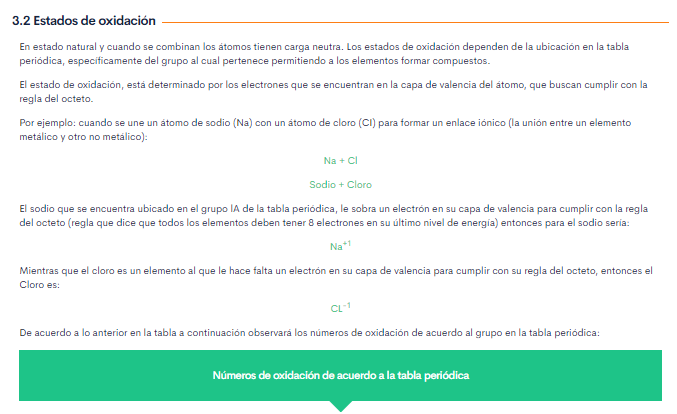 3.2 Estados de oxidación
En estado natural y cuando se combinan los átomos tienen carga neutra. Los estados de oxidación dependen de la ubicación en la tabla
periódica, específicamente del grupo al cual pertenece permitiendo a los elementos formar compuestos.
El estado de oxidación, está determinado por los electrones que se encuentran en la capa de valencia del átomo, que buscan cumplir con la
regla del octeto.
Por ejemplo: cuando se une un átomo de sodio (Na) con un átomo de cloro (Cl) para formar un enlace iónico (la unión entre un elemento
metálico y otro no metálico):
Na + Cl
Sodio + Cloro
El sodio que se encuentra ubicado en el grupo IA de la tabla periódica, le sobra un electrón en su capa de valencia para cumplir con la regla
del octeto (regla que dice que todos los elementos deben tener 8 electrones en su último nivel de energía) entonces para el sodio sería:
Na⁺¹
Mientras que el cloro es un elemento al que le hace falta un electrón en su capa de valencia para cumplir con su regla del octeto, entonces el
Cloro es:
CL⁻¹
De acuerdo a lo anterior en la tabla a continuación observará los números de oxidación de acuerdo al grupo en la tabla periódica:
Números de oxidación de acuerdo a la tabla periódica